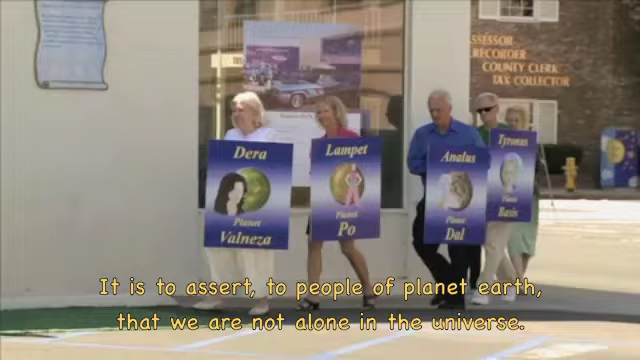 ASSESSOR
RECORDER
COUNTY CLERK
TAX COLLECTOR
Dera
Planet
Valneza
Lampet
Planet
Po
Analus
Planet
Dal
Tyronus
Planet
Basis
It is to assert, to people of planet earth,
that we are not alone in the universe.